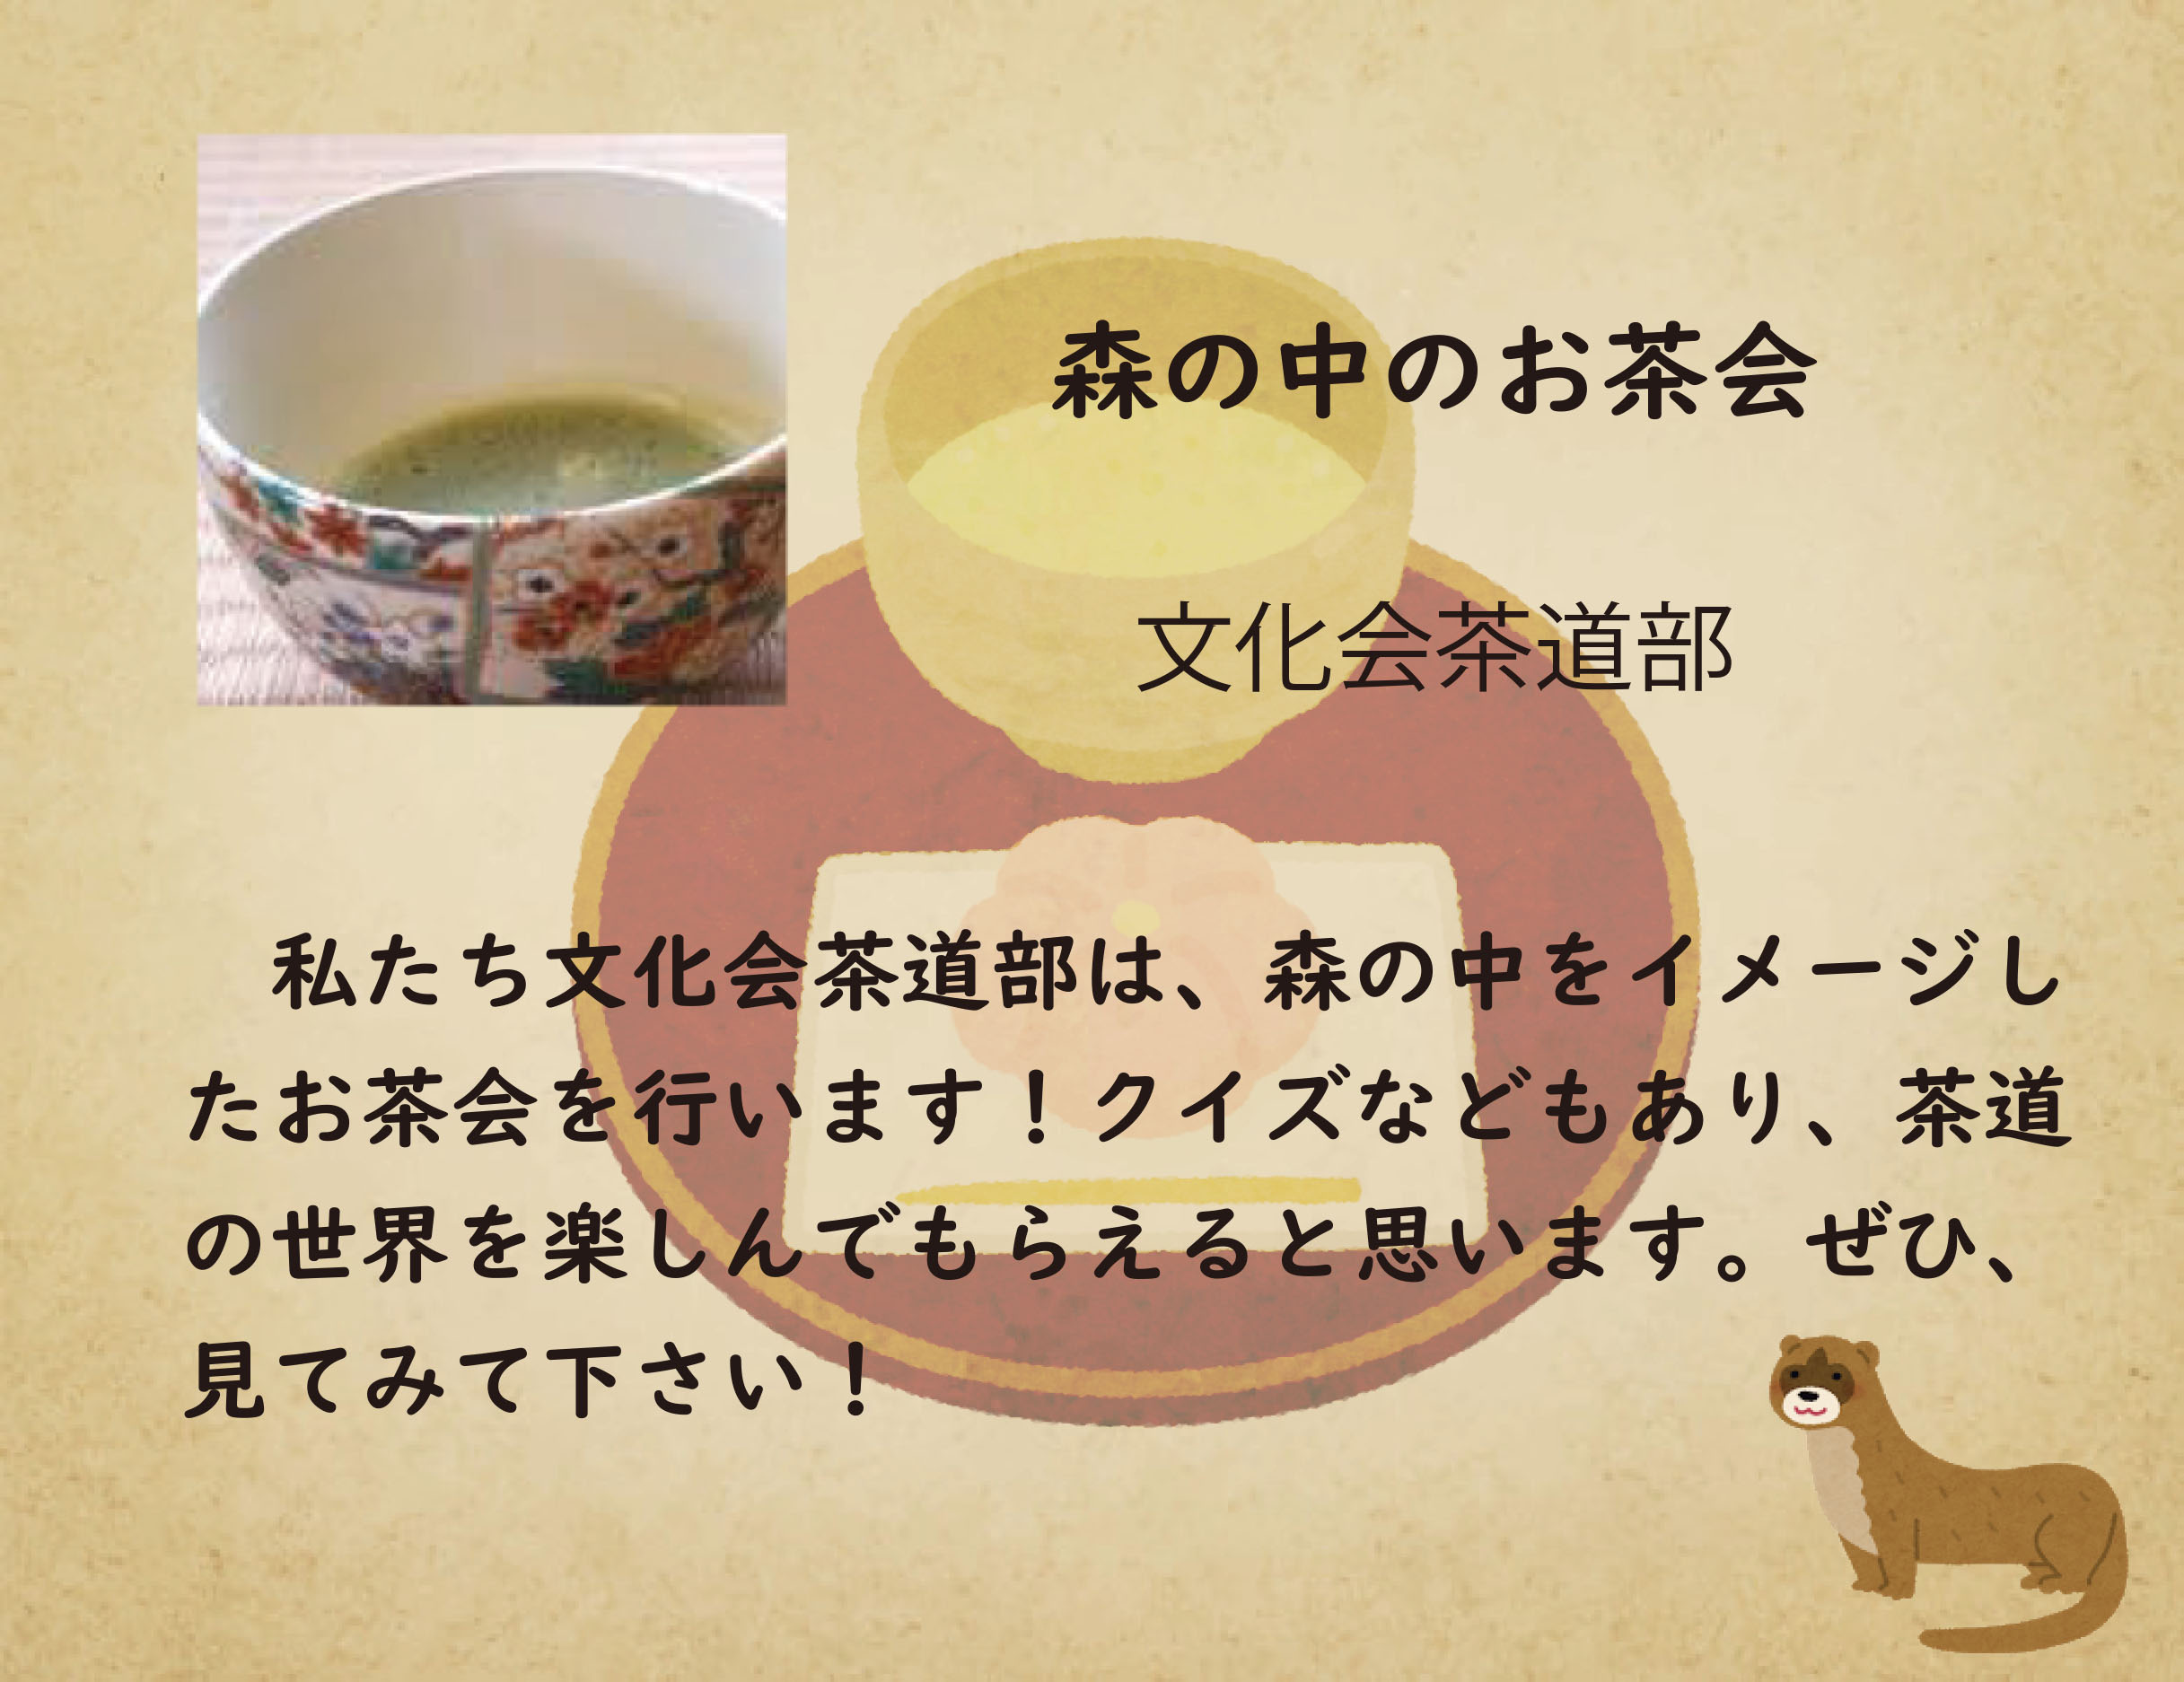 森の中のお茶会
文化会茶道部
私たち文化会茶道部は、森の中をイメージし
たお茶会を行います！クイズなどもあり、茶道
の世界を楽しんでもらえると思います。ぜひ、
見てみて下さい！